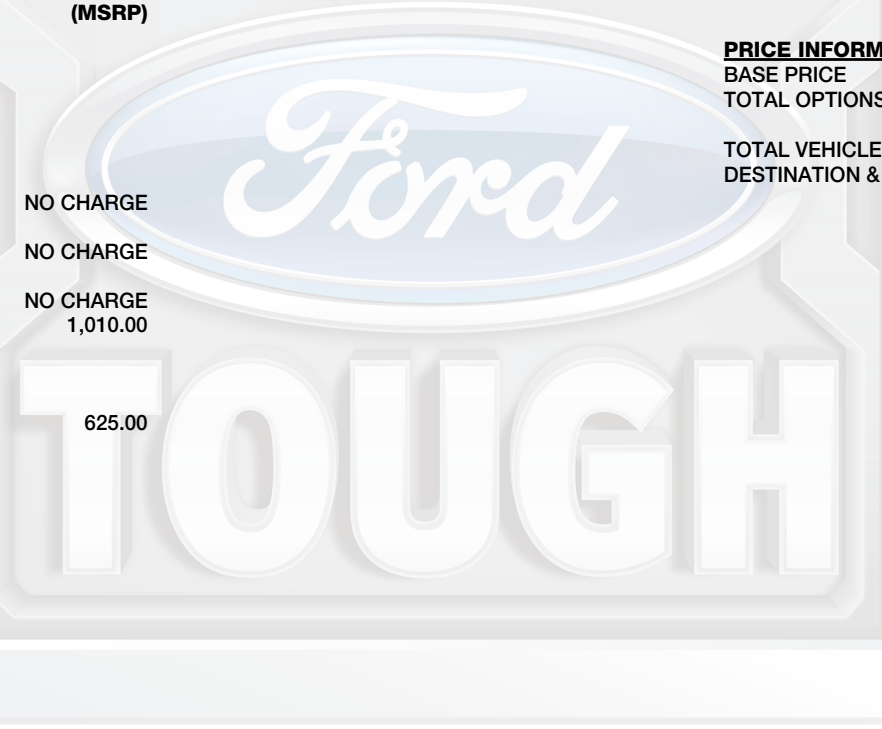 (MSRP)
NO CHARGE
NO CHARGE
NO CHARGE
1,010.00
625.00
PRICE INFORM
BASE PRICE
TOTAL OPTIONS
TOTAL VEHICLE
DESTINATION &
Ford
TOUGH